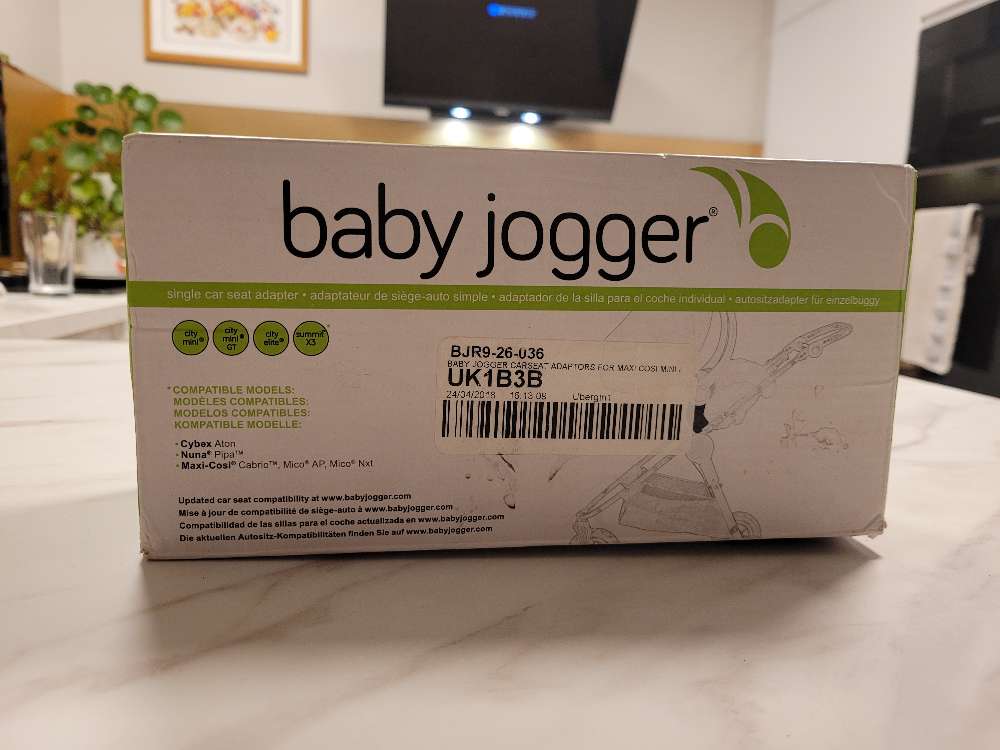 baby jogger®
single car seat adapter • adaptateur de siège-auto simple • adaptador de la silla para el coche individual • autositzadapter für einzelbuggy
city mini®
city mini® GT
city elite®
summit™ X3
*COMPATIBLE MODELS:
MODÈLES COMPATIBLES:
MODELOS COMPATIBLES:
KOMPATIBLE MODELLE:
• Cybex Aton
• Nuna® Pipa™
• Maxi-Cosi® Cabrio™, Mico® AP, Mico® Nxt
Updated car seat compatibility at www.babyjogger.com
Mise à jour de compatibilité de siège-auto à www.babyjogger.com
Compatibilidad de las sillas para el coche actualizada en www.babyjogger.com
Die aktuellen Autositz-Kompatibilitäten finden Sie auf www.babyjogger.com
BJR9-26-036
BABY JOGGER CARSEAT ADAPTORS FOR MAXI COSI MINI
UK1B3B
24/04/2018 16:13:08